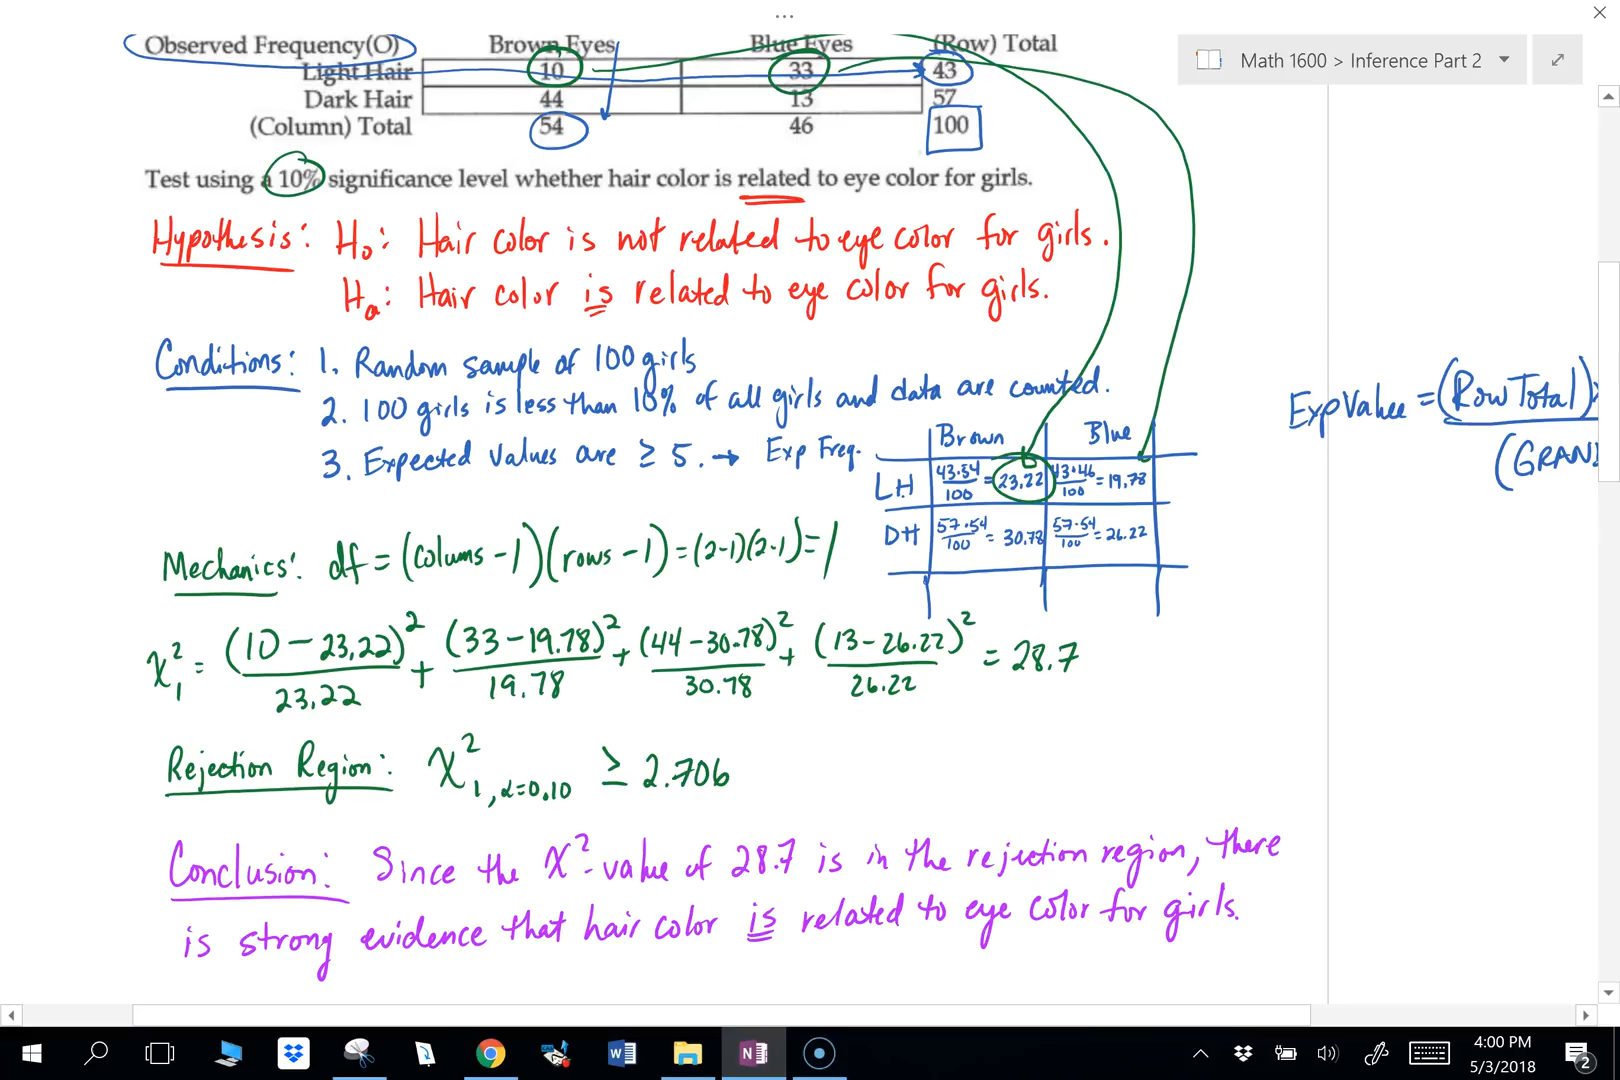 Observed Frequency(O) Brown Eyes Blue Eyes (Row) Total
Light Hair 10 33 43
Dark Hair 44 13 57
(Column) Total 54 46 100
Math 1600 > Inference Part 2
Test using a 10% significance level whether hair color is related to eye color for girls.
Hypothesis: H₀: Hair color is not related to eye color for girls.
Hₐ: Hair color is related to eye color for girls.
Conditions: 1. Random sample of 100 girls
2. 100 girls is less than 10% of all girls and data are counted.
3. Expected values are ≥ 5. → Exp Freq.
Brown Blue
LH 43·54/100 = 23.22 43·46/100 = 19.78
DH 57·54/100 = 30.78 57·54/100 = 26.22
Exp Value = (Row Total)
(GRAN
Mechanics: df = (colums - 1)(rows - 1) = (2-1)(2-1) = 1
χ²₁ = (10 - 23.22)²/23.22 + (33 - 19.78)²/19.78 + (44 - 30.78)²/30.78 + (13 - 26.22)²/26.22 = 28.7
Rejection Region: χ²₁,α=0.10 ≥ 2.706
Conclusion: Since the χ²-value of 28.7 is in the rejection region, there
is strong evidence that hair color is related to eye color for girls.
4:00 PM
5/3/2018
2